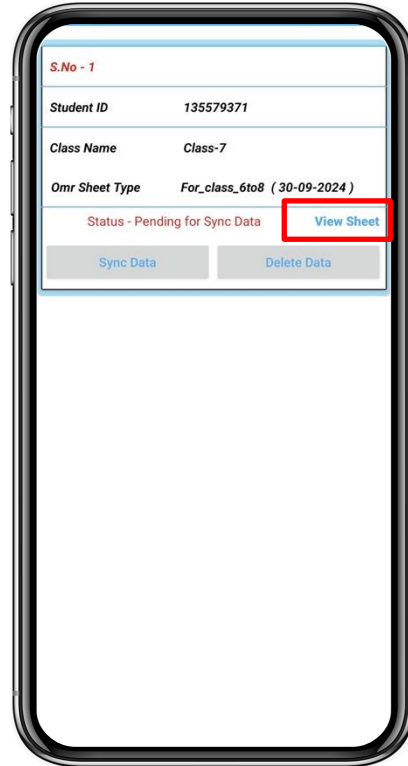 S.No - 1
Student ID 135579371
Class Name Class-7
Omr Sheet Type For_class_6to8 ( 30-09-2024 )
Status - Pending for Sync Data View Sheet
Sync Data Delete Data